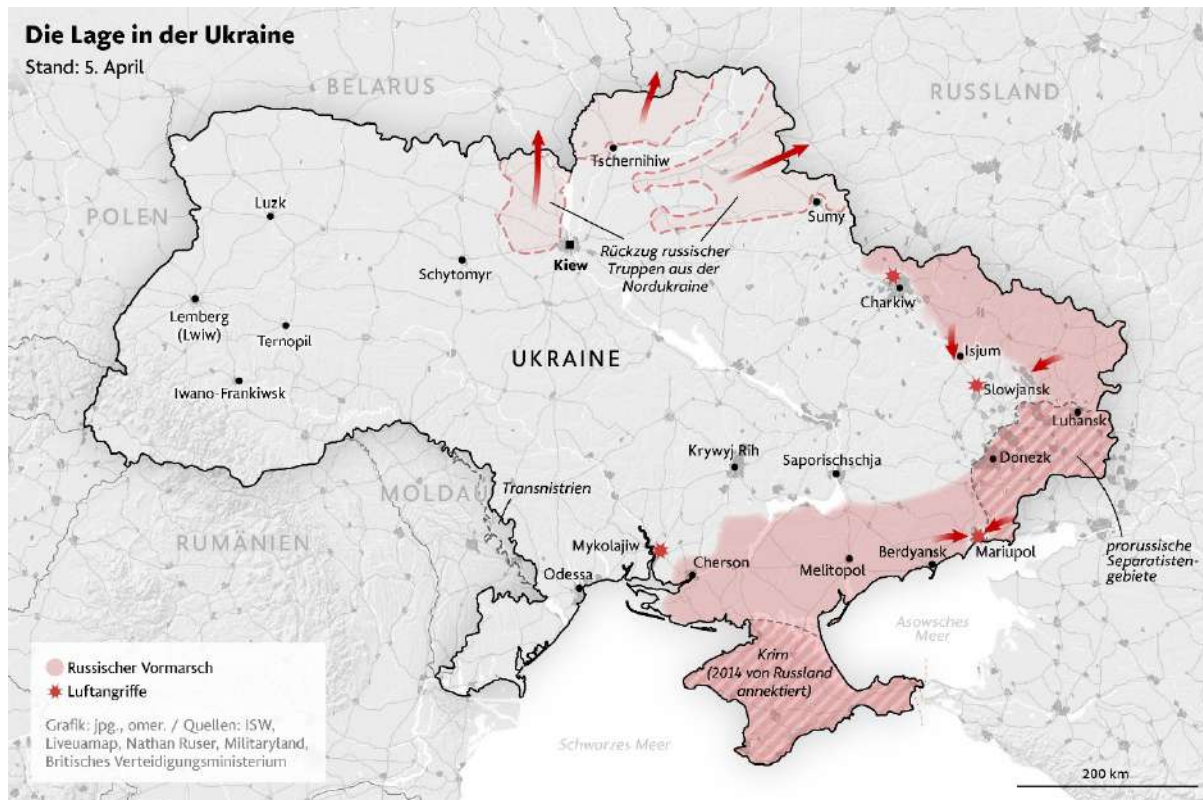 Die Lage in der Ukraine
Stand: 5. April
BELARUS
RUSSLAND
POLEN
Luzk
Tschernihiw
Sumy
Schytomyr
Kiew
Rückzug russischer
Truppen aus der
Nordukraine
Charkiw
Lemberg
(Lwiw)
Ternopil
UKRAINE
Isjum
Iwano-Frankiwsk
Slowjansk
Luhansk
Krywyj Rih
Saporischschja
Donezk
MOLDAU
Transnistrien
RUMÄNIEN
Mykolajiw
Cherson
Melitopol
Berdyansk
Mariupol
prorussische
Separatisten-
gebiete
Odessa
Asowsches
Meer
Krim
(2014 von Russland
annektiert)
Schwarzes Meer
Russischer Vormarsch
Luftangriffe
Grafik: jpg., omer. / Quellen: ISW,
Liveuamap, Nathan Ruser, Militaryland,
Britisches Verteidigungsministerium
200 km